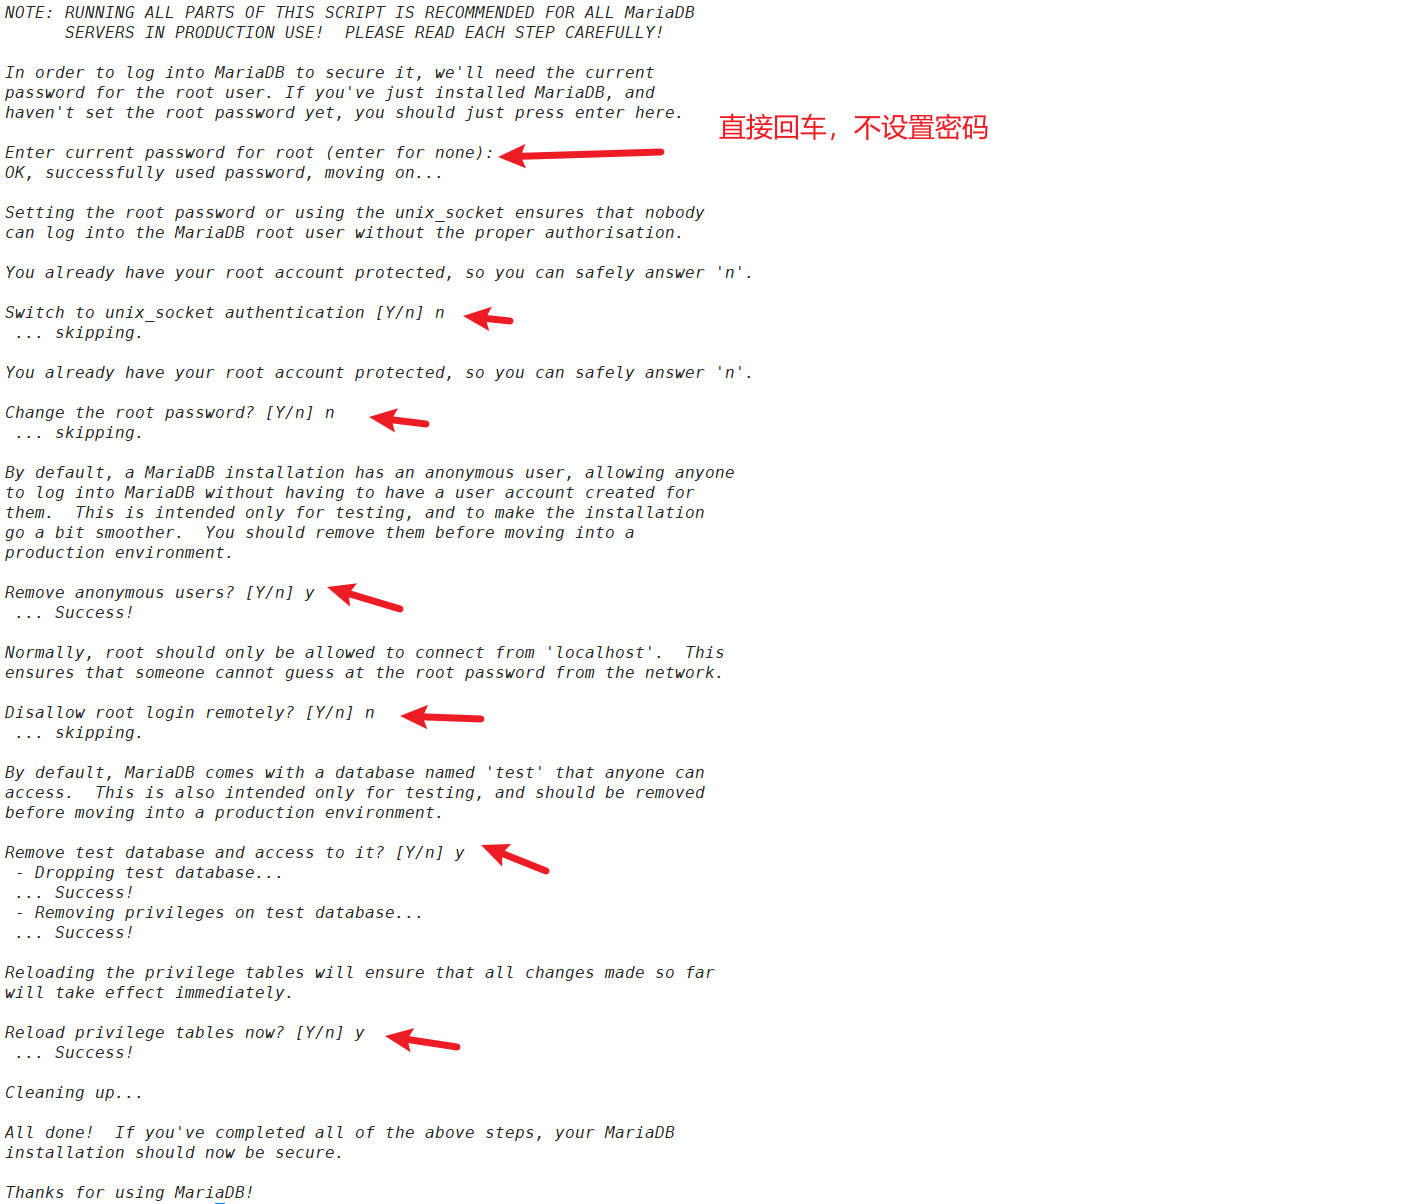 NOTE: RUNNING ALL PARTS OF THIS SCRIPT IS RECOMMENDED FOR ALL MariaDB
      SERVERS IN PRODUCTION USE!  PLEASE READ EACH STEP CAREFULLY!
In order to log into MariaDB to secure it, we'll need the current
password for the root user. If you've just installed MariaDB, and
haven't set the root password yet, you should just press enter here.
直接回车，不设置密码
Enter current password for root (enter for none):
OK, successfully used password, moving on...
Setting the root password or using the unix_socket ensures that nobody
can log into the MariaDB root user without the proper authorisation.
You already have your root account protected, so you can safely answer 'n'.
Switch to unix_socket authentication [Y/n] n
 ... skipping.
You already have your root account protected, so you can safely answer 'n'.
Change the root password? [Y/n] n
 ... skipping.
By default, a MariaDB installation has an anonymous user, allowing anyone
to log into MariaDB without having to have a user account created for
them.  This is intended only for testing, and to make the installation
go a bit smoother.  You should remove them before moving into a
production environment.
Remove anonymous users? [Y/n] y
 ... Success!
Normally, root should only be allowed to connect from 'localhost'.  This
ensures that someone cannot guess at the root password from the network.
Disallow root login remotely? [Y/n] n
 ... skipping.
By default, MariaDB comes with a database named 'test' that anyone can
access.  This is also intended only for testing, and should be removed
before moving into a production environment.
Remove test database and access to it? [Y/n] y
 - Dropping test database...
 ... Success!
 - Removing privileges on test database...
 ... Success!
Reloading the privilege tables will ensure that all changes made so far
will take effect immediately.
Reload privilege tables now? [Y/n] y
 ... Success!
Cleaning up...
All done!  If you've completed all of the above steps, your MariaDB
installation should now be secure.
Thanks for using MariaDB!